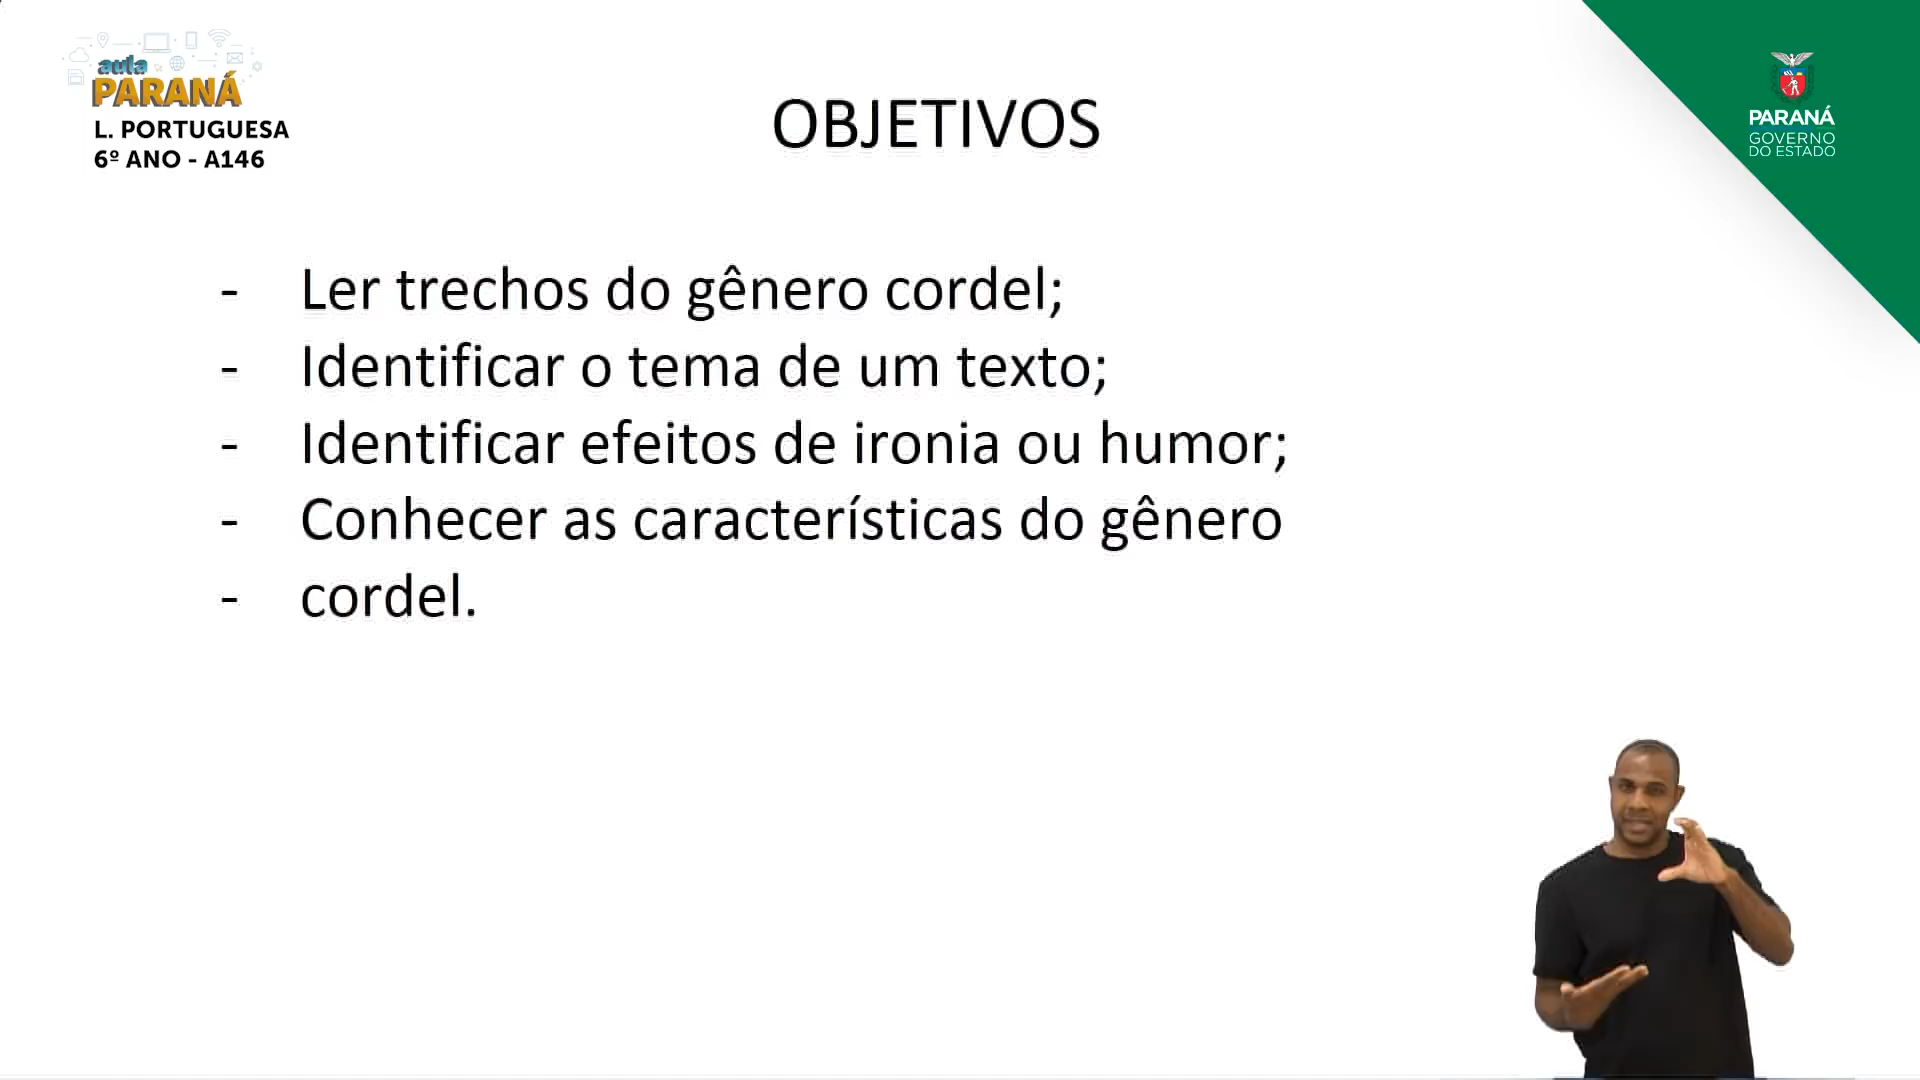 aula
PARANÁ
L. PORTUGUESA
6º ANO - A146
OBJETIVOS
PARANÁ
GOVERNO
DO ESTADO
- Ler trechos do gênero cordel;
- Identificar o tema de um texto;
- Identificar efeitos de ironia ou humor;
- Conhecer as características do gênero
- cordel.